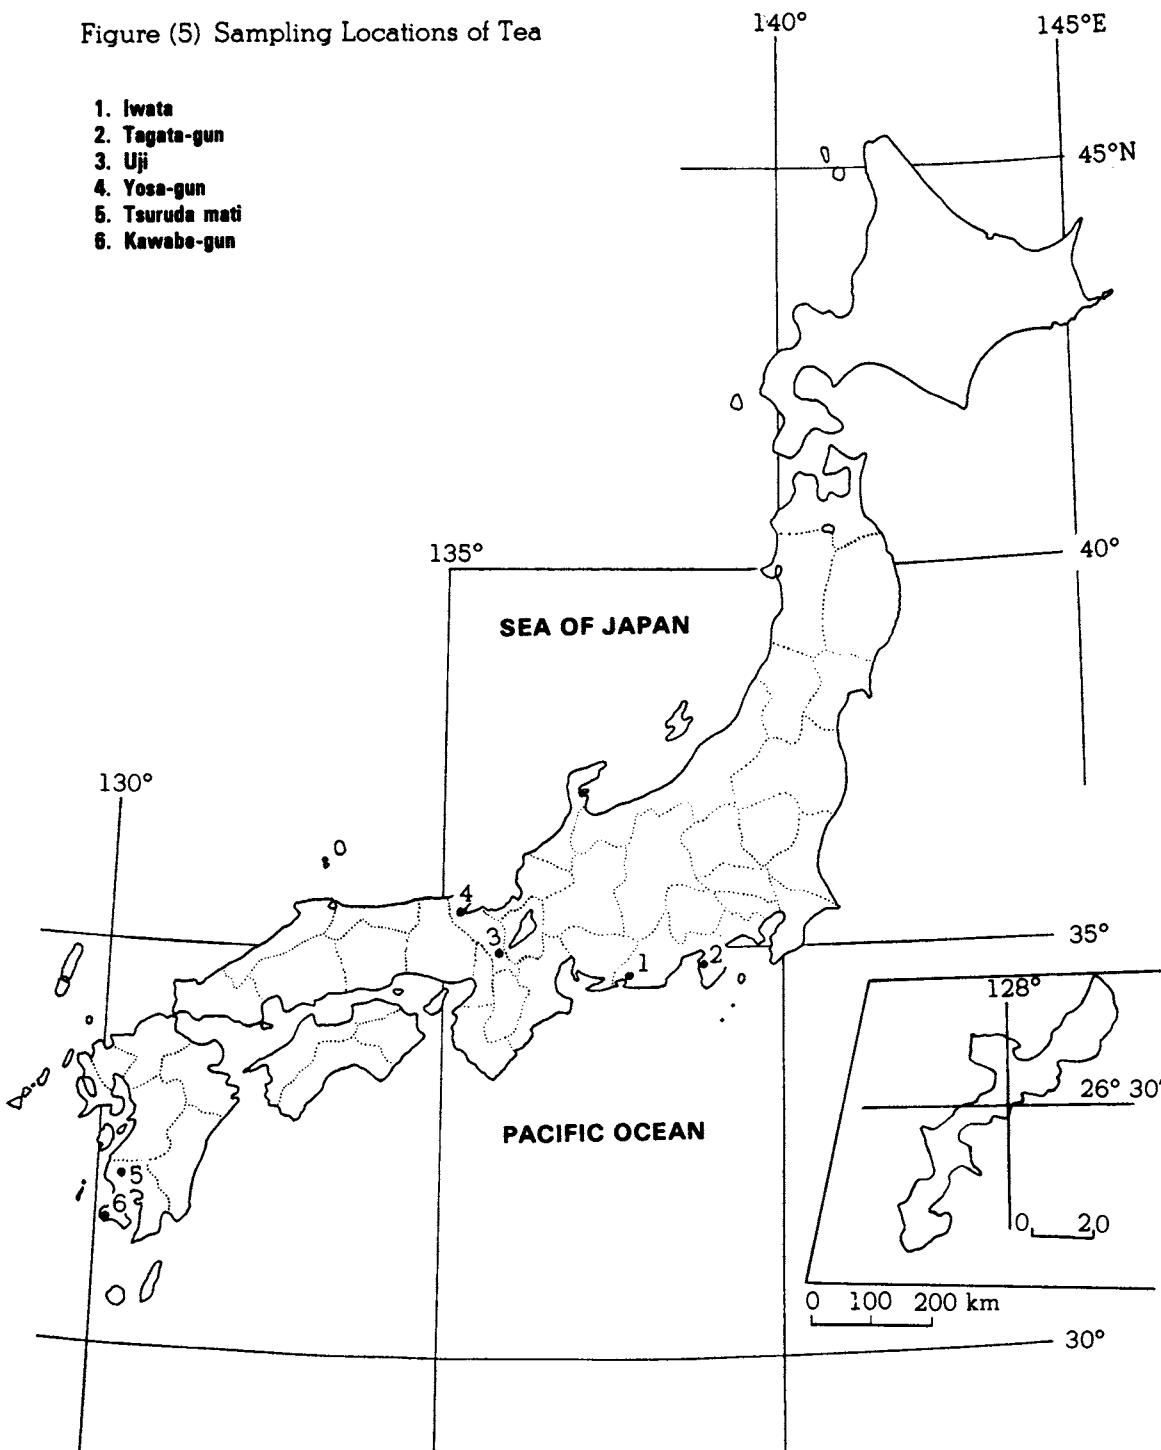 Figure (5) Sampling Locations of Tea
1. Iwata
2. Tagata-gun
3. Uji
4. Yosa-gun
5. Tsuruda mati
6. Kawabe-gun
140°
145°E
45°N
40°
135°
SEA OF JAPAN
130°
4
3
35°
1
2
128°
26° 30′
PACIFIC OCEAN
5
6
0 20
0 100 200 km
30°